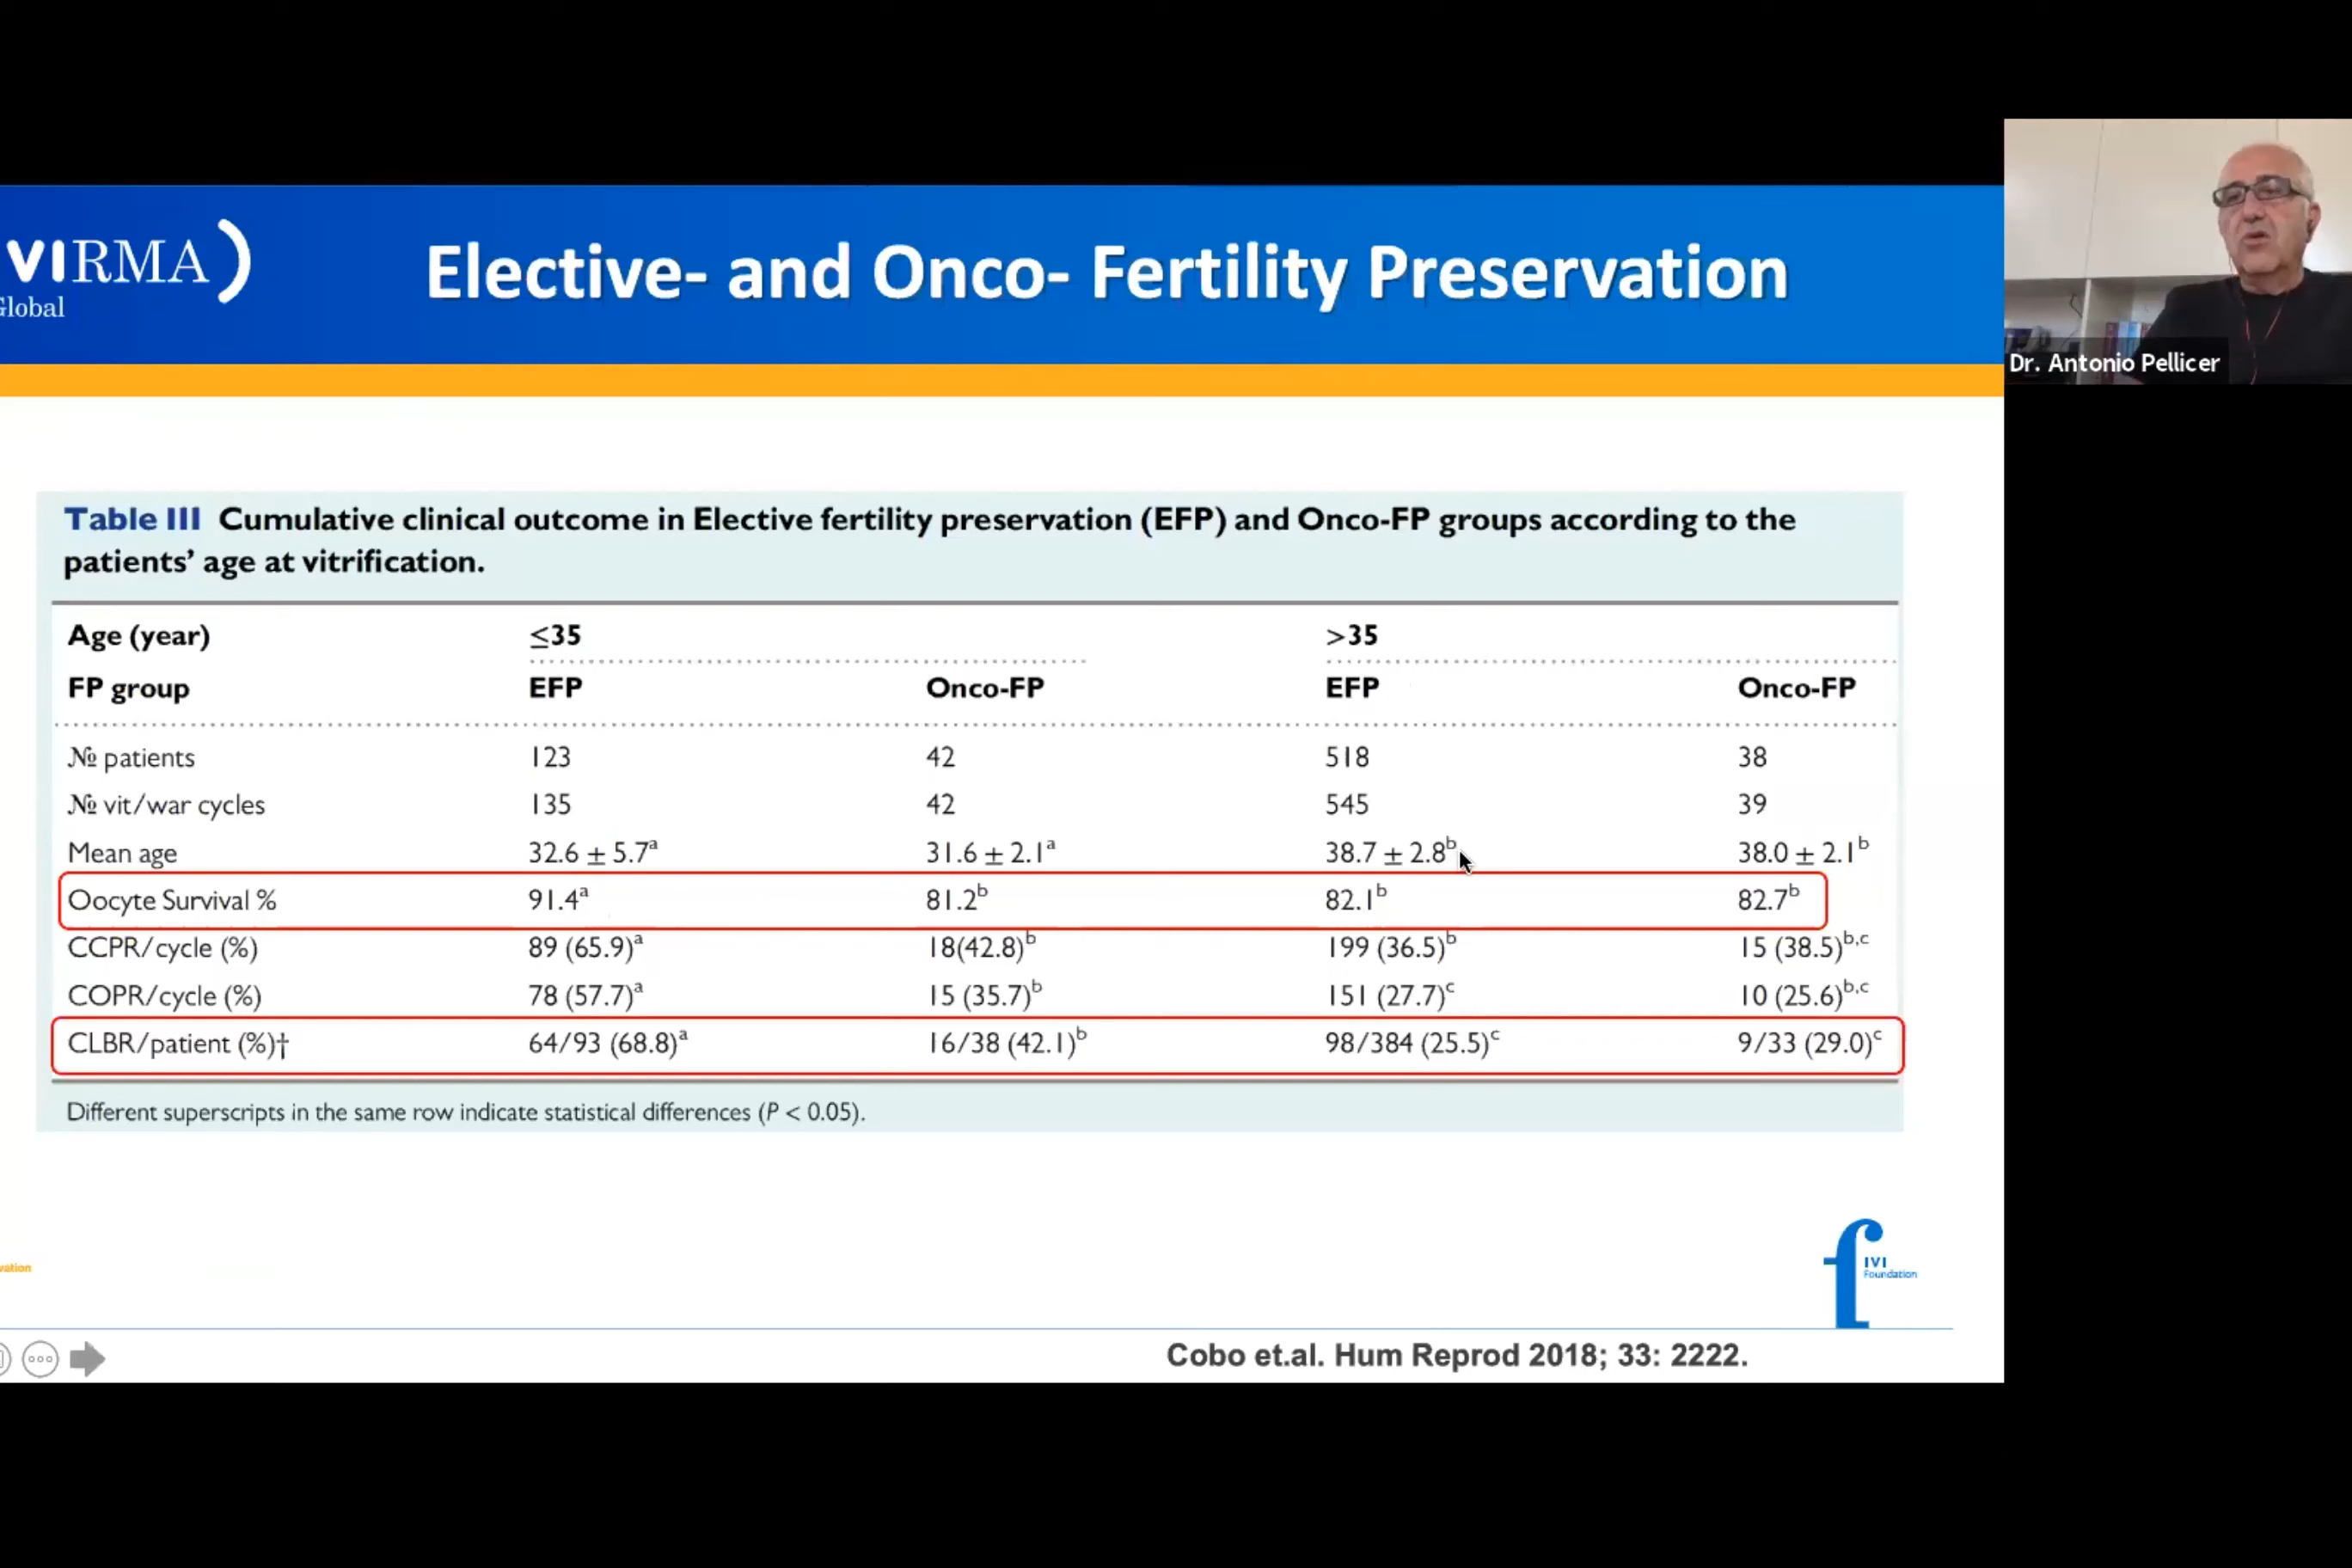 VIRMA)
Global
Elective- and Onco- Fertility Preservation
Dr. Antonio Pellicer
Table III Cumulative clinical outcome in Elective fertility preservation (EFP) and Onco-FP groups according to the
patients’ age at vitrification.
Age (year) ≤35 >35
FP group EFP Onco-FP EFP Onco-FP
№ patients 123 42 518 38
№ vit/war cycles 135 42 545 39
Mean age 32.6 ± 5.7ᵃ 31.6 ± 2.1ᵃ 38.7 ± 2.8ᵇ 38.0 ± 2.1ᵇ
Oocyte Survival % 91.4ᵃ 81.2ᵇ 82.1ᵇ 82.7ᵇ
CCPR/cycle (%) 89 (65.9)ᵃ 18(42.8)ᵇ 199 (36.5)ᵇ 15 (38.5)ᵇ,ᶜ
COPR/cycle (%) 78 (57.7)ᵃ 15 (35.7)ᵇ 151 (27.7)ᶜ 10 (25.6)ᵇ,ᶜ
CLBR/patient (%)† 64/93 (68.8)ᵃ 16/38 (42.1)ᵇ 98/384 (25.5)ᶜ 9/33 (29.0)ᶜ
Different superscripts in the same row indicate statistical differences (P < 0.05).
IVI
Foundation
vation
Cobo et.al. Hum Reprod 2018; 33: 2222.